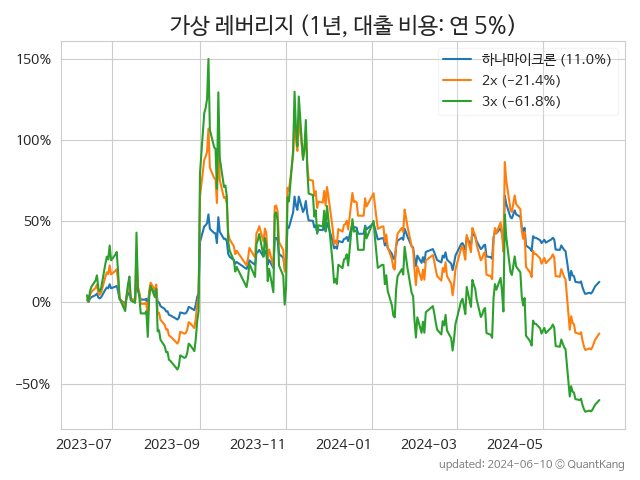 가상 레버리지 (1년, 대출 비용: 연 5%)
하나마이크론 (11.0%)
2x (−21.4%)
3x (−61.8%)
150%
100%
50%
0%
−50%
2023-07 2023-09 2023-11 2024-01 2024-03 2024-05
updated: 2024-06-10 © QuantKang